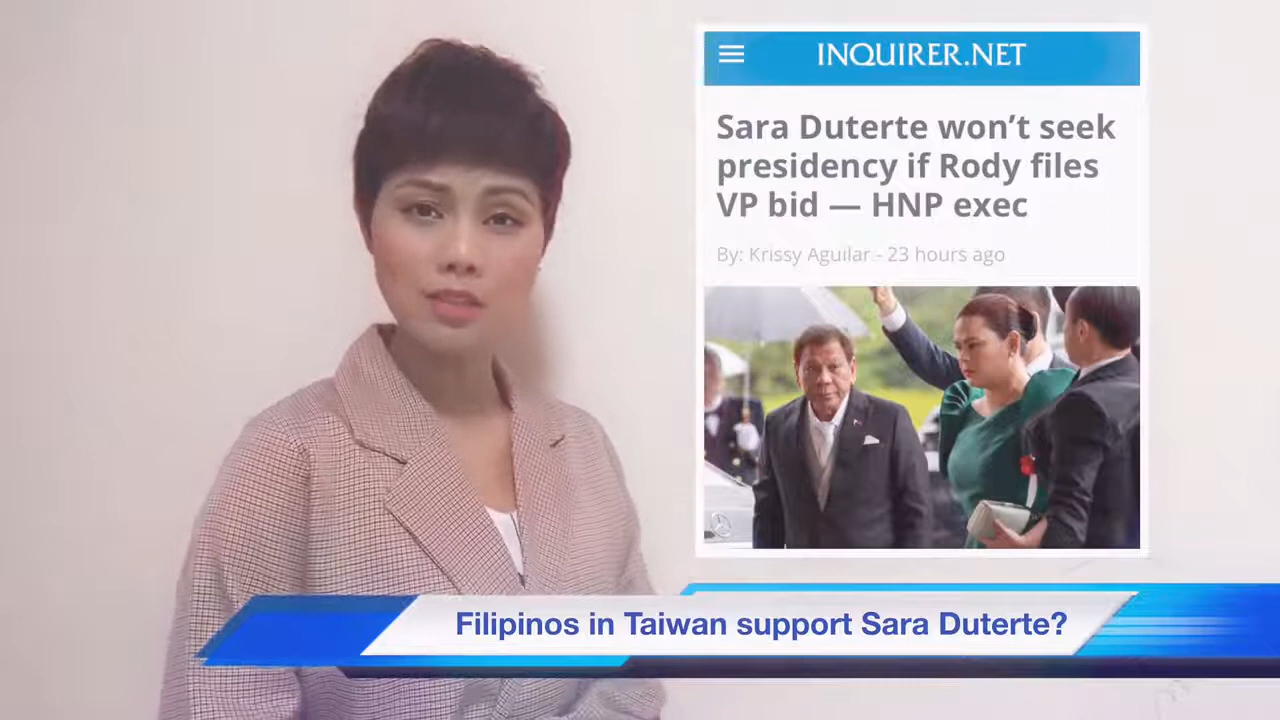 INQUIRER.NET
Sara Duterte won't seek
presidency if Rody files
VP bid — HNP exec
By: Krissy Aguilar - 23 hours ago
Filipinos in Taiwan support Sara Duterte?